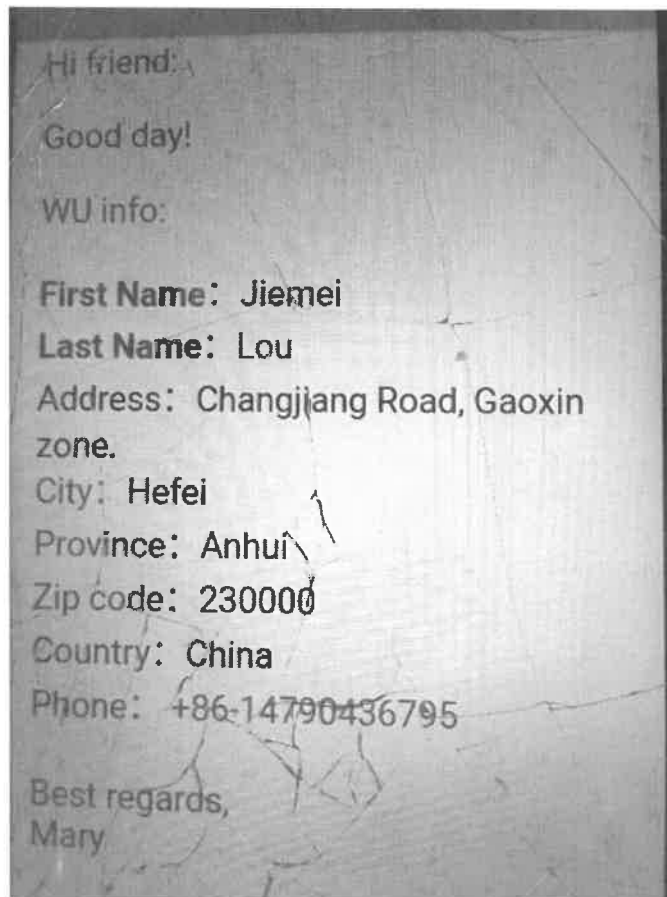 Hi friend:
Good day!
WU info:
First Name: Jiemei
Last Name: Lou
Address: Changjiang Road, Gaoxin
zone.
City: Hefei
Province: Anhui
Zip code: 230000
Country: China
Phone: +86-14790436795
Best regards,
Mary